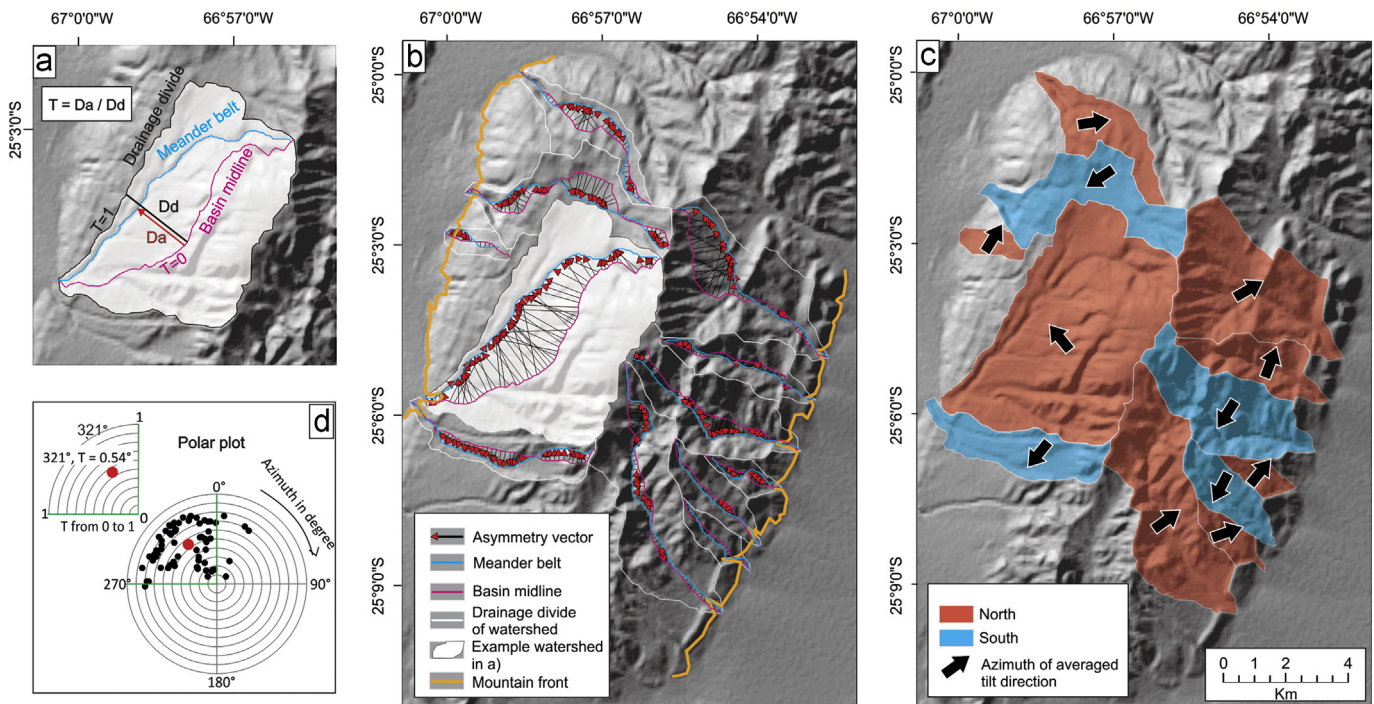 67°0'0"W
66°57'0"W
a
T = Da / Dd
Drainage divide
Meander belt
Basin midline
T=1
Dd
Da
T=0
25°3'0"S
67°0'0"W
66°57'0"W
66°54'0"W
b
25°0'0"S
25°3'0"S
25°6'0"S
25°9'0"S
Asymmetry vector
Meander belt
Basin midline
Drainage divide
of watershed
Example watershed
in a)
Mountain front
67°0'0"W
66°57'0"W
66°54'0"W
c
25°0'0"S
25°3'0"S
25°6'0"S
25°9'0"S
North
South
Azimuth of averaged
tilt direction
0 1 2 3 4
Km
d
1
321°
321°, T = 0.54°
1
0
T from 0 to 1
Polar plot
Azimuth in degree
0°
270°
90°
180°